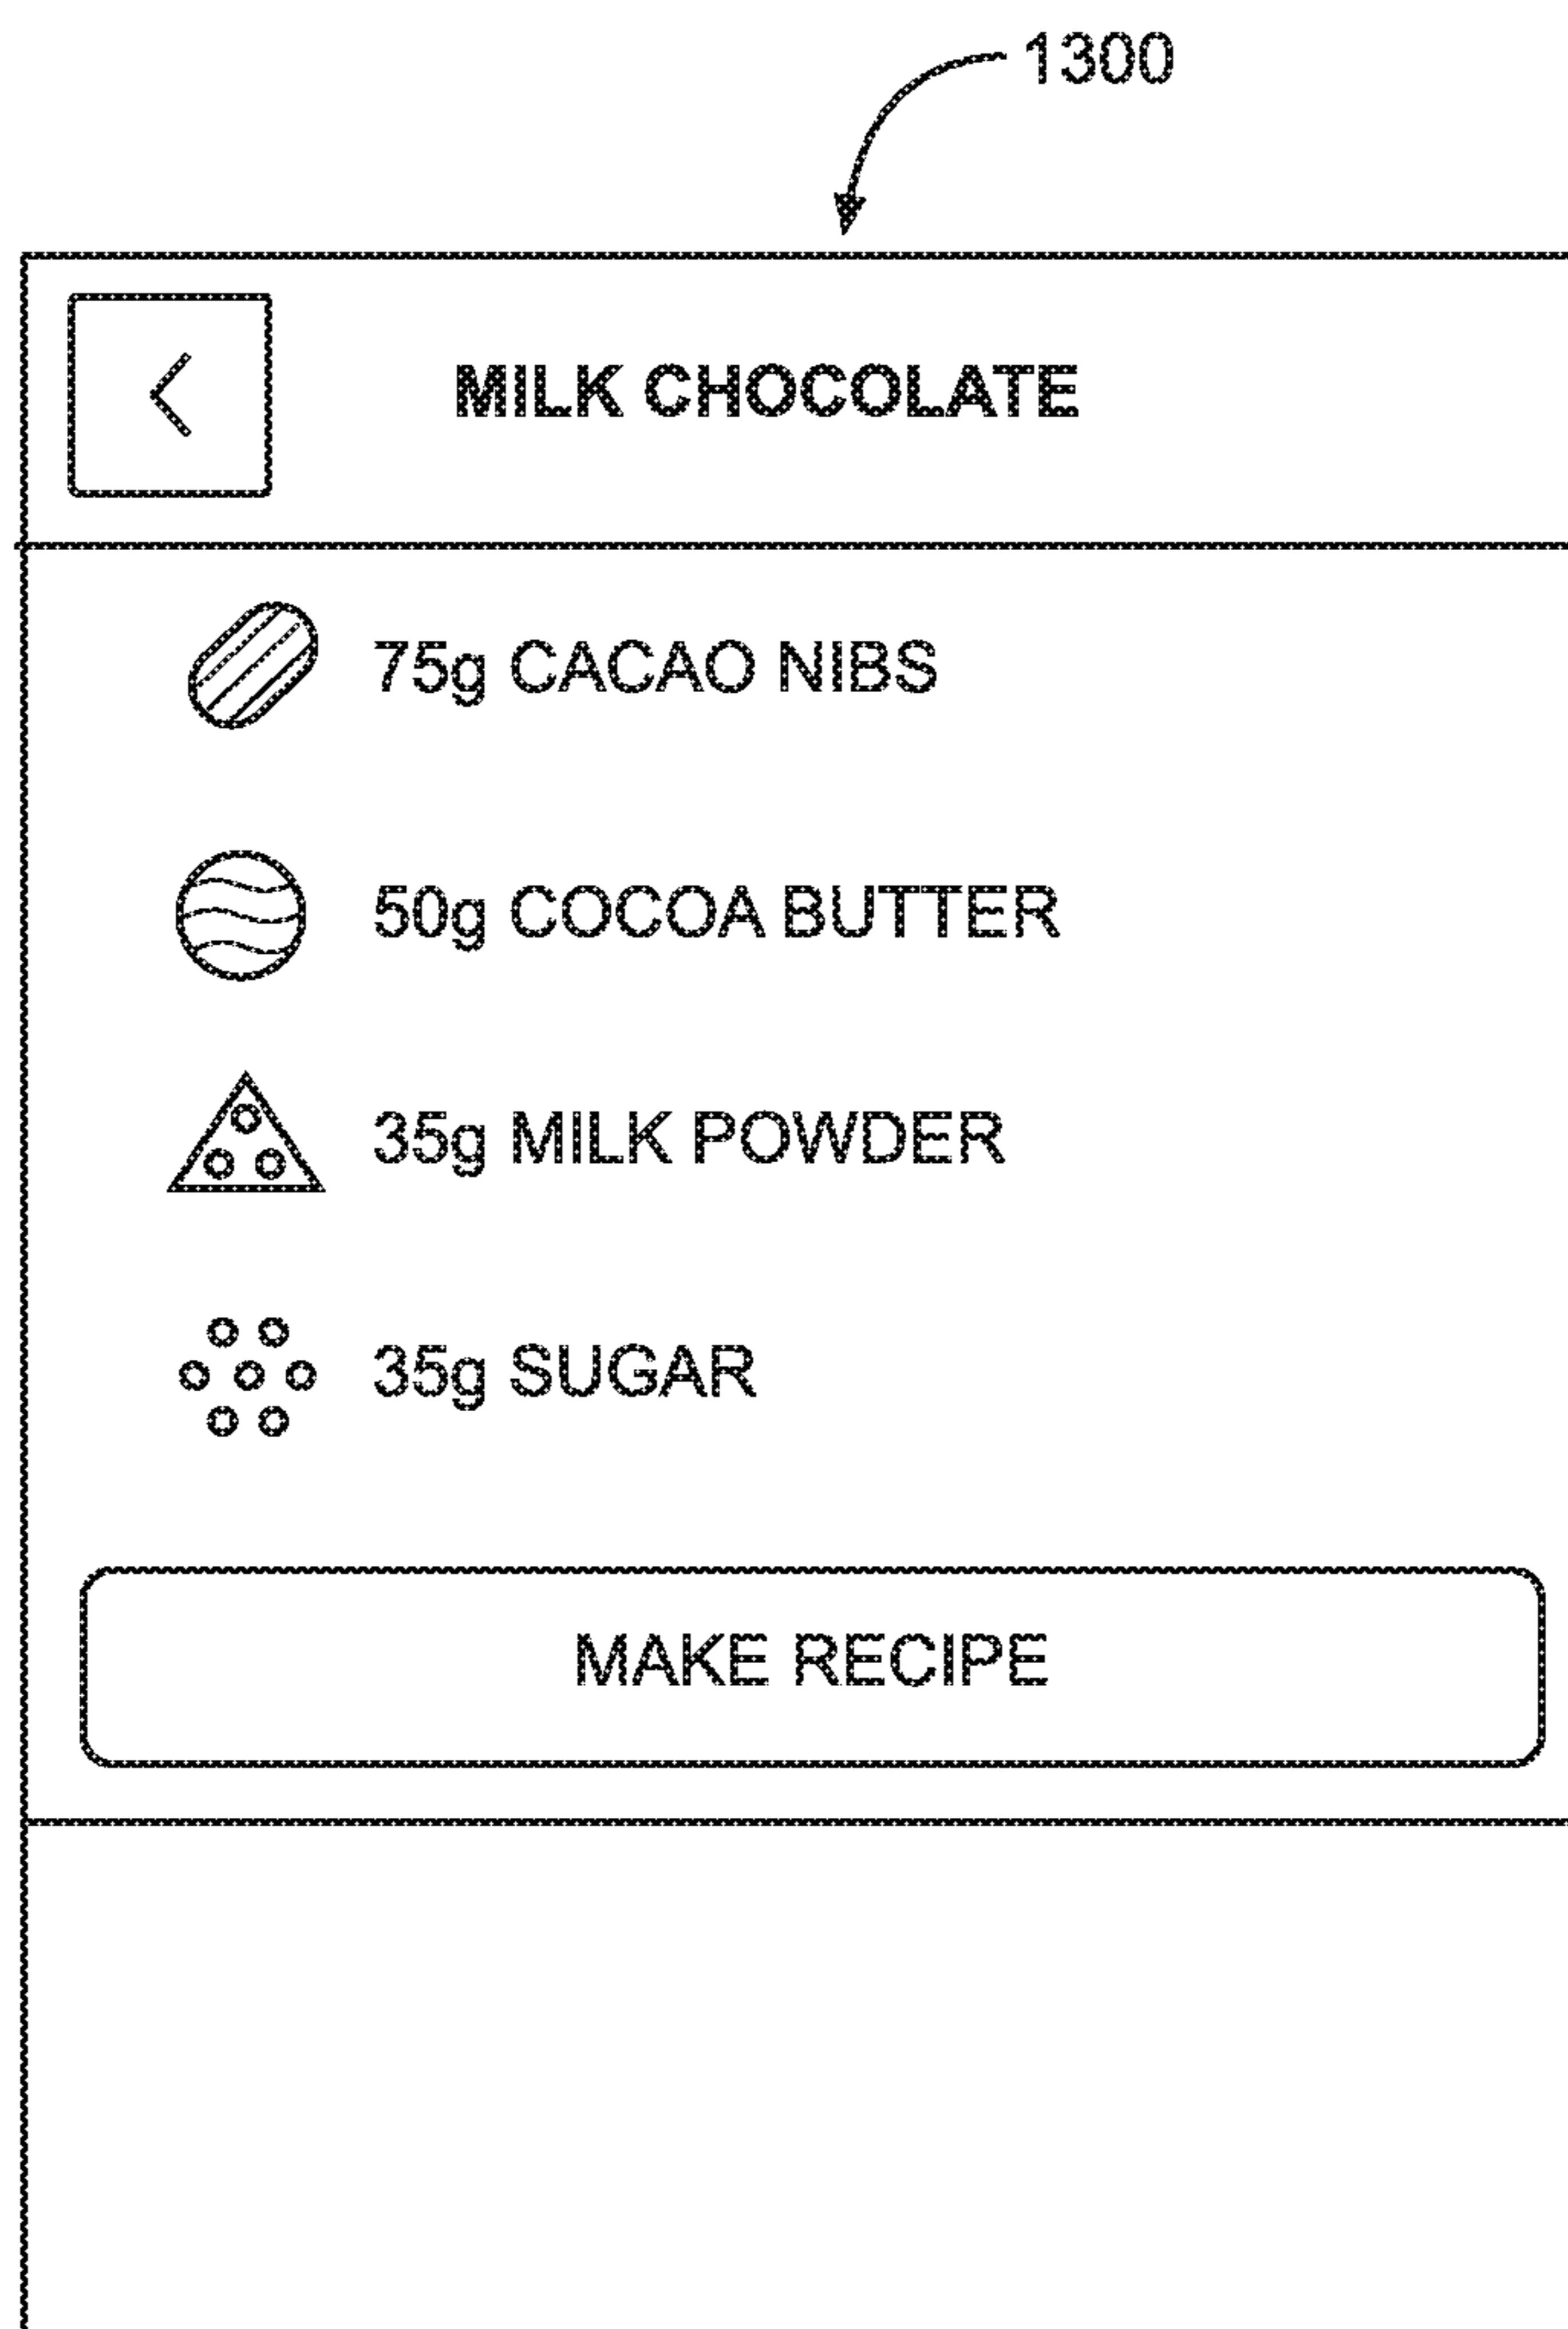 1300
MILK CHOCOLATE
75g CACAO NIBS
50g COCOA BUTTER
35g MILK POWDER
35g SUGAR
MAKE RECIPE